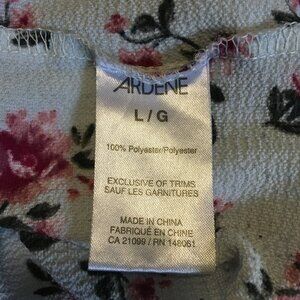 ARDENE
L / G
100% Polyester/Polyester
EXCLUSIVE OF TRIMS
SAUF LES GARNITURES
MADE IN CHINA
FABRIQUÉ EN CHINE
CA 21099 / RN 148061